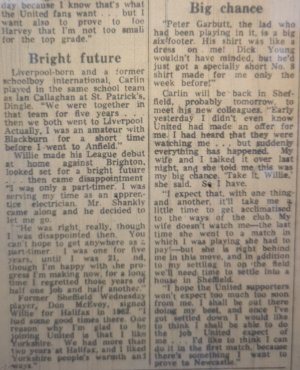 day because I know that's what
the United fans want . . . but I
want also to prove to Joe
Harvey that I'm not too small
for the top grade."
Bright future
Liverpool-born and a former
schoolboy international, Carlin
played in the same school team
as Ian Callaghan at St. Patrick's,
Dingle. "We were together in
that team for five years . . .
then we both went to Liverpool
Actually, I was an amateur with
Blackburn for a short time
before I went to Anfield."
Willie made his League debut
at home against Brighton,
looked set for a bright future
. . . then came disappointment
"I was only a part-timer. I was
serving my time as an appren-
tice electrician. Mr. Shankly
came along and he decided to
let me go.
"He was right, really, though
I was disappointed then. You
can't hope to get anywhere as a
part-timer. I was one for five
years, until I was 21, and,
though I'm happy with the pro-
gress I'm making now, for a long
time I regretted those years of
half one job and half another."
Former Sheffield Wednesday
player, Don McEvoy, signed
Willie for Halifax in 1962. "I
had some good times there. One
reason why I'm glad to be
joining United is that I like
Yorkshire. We had more than
two years at Halifax, and I liked
Yorkshire people's warmth and
ways."
Big chance
"Peter Garbutt, the lad who
had been playing in it, is a big
six-footer. His shirt was like a
dress on me! Dick Young
wouldn't have minded, but he'd
just got a specially short No. 8
shirt made for me only the
week before!"
Carlin will be back in Shef-
field, probably tomorrow, to
meet his new colleagues. "Early
yesterday I didn't even know
United had made an offer for
me. I had heard that they were
watching me . . . but suddenly
everything has happened. My
wife and I talked it over last
night, and she told me this was
my big chance. 'Take it, Willie,'
she said. So I have.
"I expect that, with one thing
and another, it'll take me a
little time to get acclimatised
to the ways of the club. My
wife doesn't watch me—the last
time she went to a match in
which I was playing she had to
pay—but she is right behind
me in this move, and in addition
to my settling in on the field
we'll need time to settle into a
house in Sheffield.
"I hope the United supporters
won't expect too much too soon
from me. I shall be out there
doing my best, and once I've
got settled down I would like
to think I shall be able to do
the job United expect of
me . . . I'd like to think I can
do it in the first match, because
there's something I want to
prove to Newcastle."